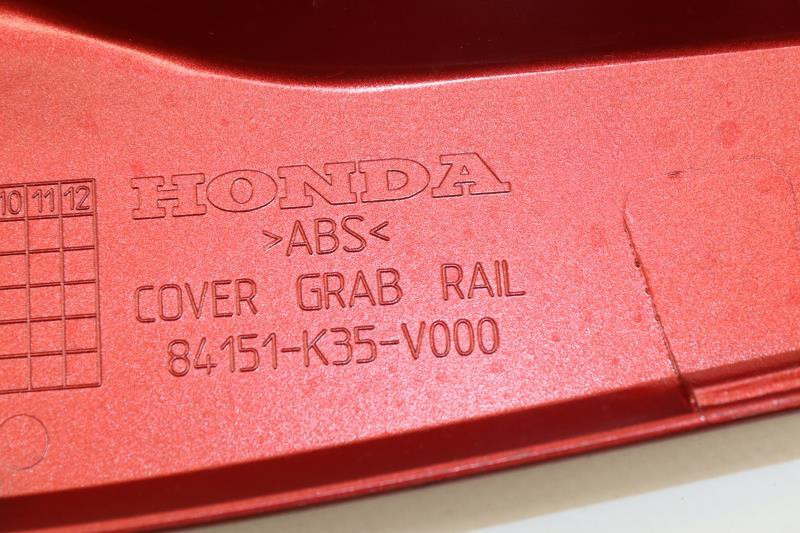 HONDA
>ABS<
COVER GRAB RAIL
84151-K35-V000
10 11 12